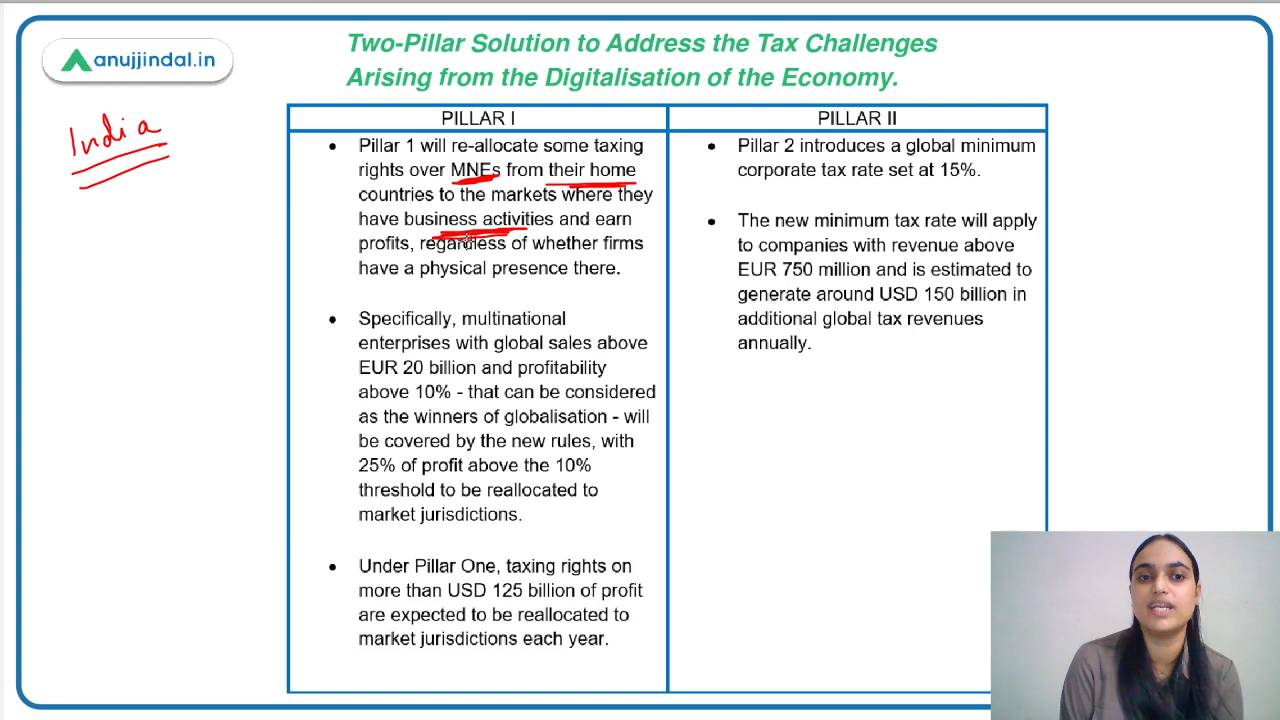 anujjindal.in
Two-Pillar Solution to Address the Tax Challenges
Arising from the Digitalisation of the Economy.
India
PILLAR I
• Pillar 1 will re-allocate some taxing
rights over MNEs from their home
countries to the markets where they
have business activities and earn
profits, regardless of whether firms
have a physical presence there.
• Specifically, multinational
enterprises with global sales above
EUR 20 billion and profitability
above 10% - that can be considered
as the winners of globalisation - will
be covered by the new rules, with
25% of profit above the 10%
threshold to be reallocated to
market jurisdictions.
• Under Pillar One, taxing rights on
more than USD 125 billion of profit
are expected to be reallocated to
market jurisdictions each year.
PILLAR II
• Pillar 2 introduces a global minimum
corporate tax rate set at 15%.
• The new minimum tax rate will apply
to companies with revenue above
EUR 750 million and is estimated to
generate around USD 150 billion in
additional global tax revenues
annually.